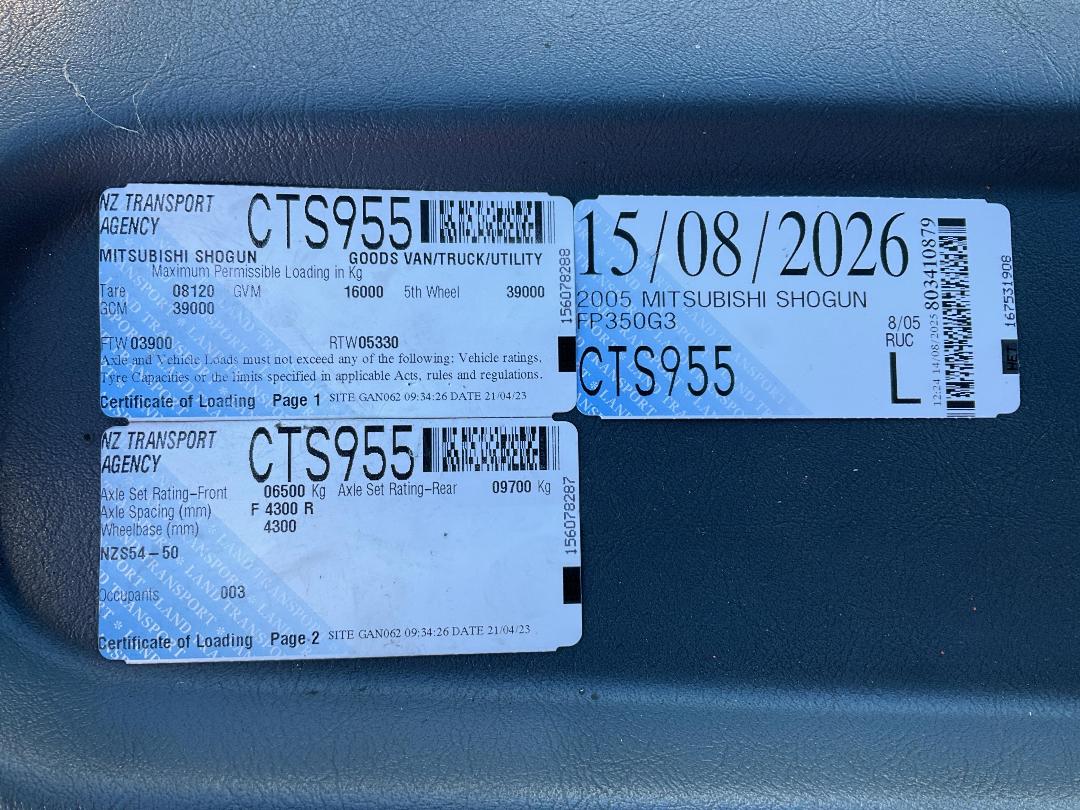 NZ TRANSPORT
AGENCY
CTS955
MITSUBISHI SHOGUN GOODS VAN/TRUCK/UTILITY
Maximum Permissible Loading in Kg
Tare 08120 GVM 16000 5th Wheel 39000
GCM 39000
FTW 03900 RTW 05330
Axle and Vehicle Loads must not exceed any of the following: Vehicle ratings,
Tyre Capacities or the limits specified in applicable Acts, rules and regulations.
Certificate of Loading Page 1 SITE GAN062 09:34:26 DATE 21/04/23
156078288
15/08/2026
2005 MITSUBISHI SHOGUN
FP350G3
8/05
RUC
CTS955
L
12:24 14/08/2025 803410879
167531908
NZ TRANSPORT
AGENCY
CTS955
Axle Set Rating-Front 06500 Kg Axle Set Rating-Rear 09700 Kg
Axle Spacing (mm) F 4300 R
Wheelbase (mm) 4300
NZS54-50
Occupants 003
Certificate of Loading Page 2 SITE GAN062 09:34:26 DATE 21/04/23
156078287